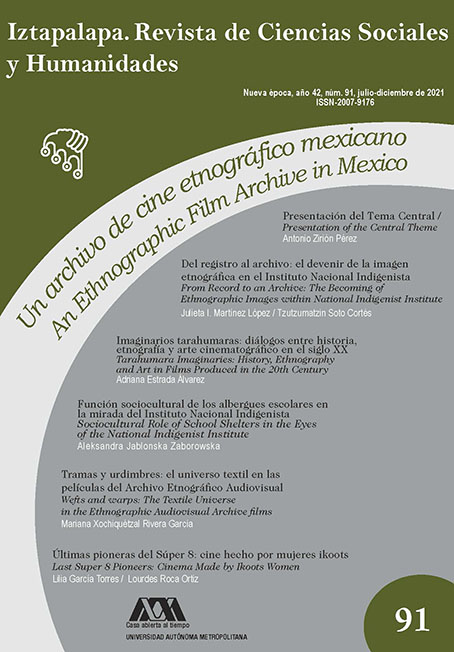 Iztapalapa. Revista de Ciencias Sociales
y Humanidades
Nueva época, año 42, núm. 91, julio-diciembre de 2021
ISSN-2007-9176
Un archivo de cine etnográfico mexicano
An Ethnographic Film Archive in Mexico
Presentación del Tema Central /
Presentation of the Central Theme
Antonio Zirión Pérez
Del registro al archivo: el devenir de la imagen
etnográfica en el Instituto Nacional Indigenista
From Record to an Archive: The Becoming of
Ethnographic Images within National Indigenist Institute
Julieta I. Martínez López / Tzutzumatzin Soto Cortés
Imaginarios tarahumaras: diálogos entre historia,
etnografía y arte cinematográfico en el siglo XX
Tarahumara Imaginaries: History, Ethnography
and Art in Films Produced in the 20th Century
Adriana Estrada Álvarez
Función sociocultural de los albergues escolares en
la mirada del Instituto Nacional Indigenista
Sociocultural Role of School Shelters in the Eyes
of the National Indigenist Institute
Aleksandra Jablonska Zaborowska
Tramas y urdimbres: el universo textil en las
películas del Archivo Etnográfico Audiovisual
Wefts and warps: The Textile Universe
in the Ethnographic Audiovisual Archive films
Mariana Xochiquétzal Rivera García
Últimas pioneras del Súper 8: cine hecho por mujeres ikoots
Last Super 8 Pioneers: Cinema Made by Ikoots Women
Lilia García Torres / Lourdes Roca Ortiz
Casa abierta al tiempo
UNIVERSIDAD AUTÓNOMA METROPOLITANA
91